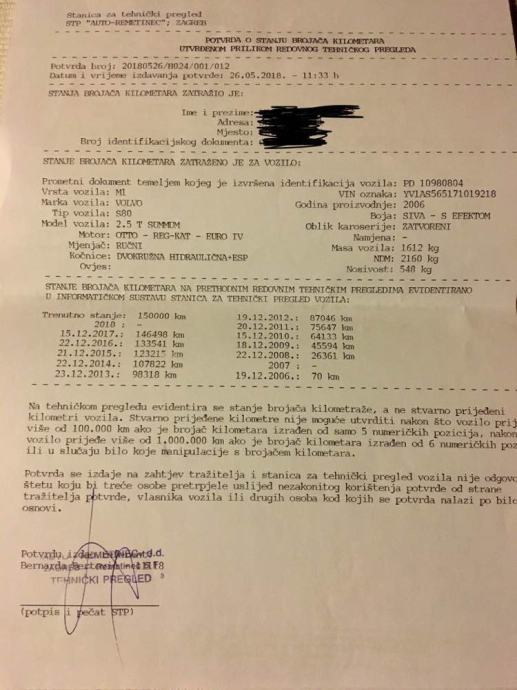 Stanica za tehnički pregled
STP "AUTO-REMETINEC"; ZAGREB
POTVRDA O STANJU BROJAČA KILOMETARA
UTVRĐENOM PRILIKOM REDOVNOG TEHNIČKOG PREGLEDA
Potvrda broj: 20180526/H024/001/012
Datum i vrijeme izdavanja potvrde: 26.05.2018. - 11:33 h
STANJA BROJAČA KILOMETARA ZATRAŽIO JE:
Ime i prezime:
Adresa:
Mjesto:
Broj identifikacijskog dokumenta:
STANJE BROJAČA KILOMETARA ZATRAŽENO JE ZA VOZILO:
Prometni dokument temeljem kojeg je izvršena identifikacija vozila: PD 10980804
Vrsta vozila: M1 VIN oznaka: YV1AS565171019218
Marka vozila: VOLVO Godina proizvodnje: 2006
Tip vozila: S80 Boja: SIVA - S EFEKTOM
Model vozila: 2.5 T SUMMUM Oblik karoserije: ZATVORENI
Motor: OTTO - REG-KAT - EURO IV Namjena: -
Mjenjač: RUČNI Masa vozila: 1612 kg
Kočnice: DVOKRUŽNA HIDRAULIČNA+ESP NDM: 2160 kg
Ovjes: Nosivost: 548 kg
STANJE BROJAČA KILOMETARA NA PRETHODNIM REDOVNIM TEHNIČKIM PREGLEDIMA EVIDENTIRANO
U INFORMATIČKOM SUSTAVU STANICA ZA TEHNIČKI PREGLED VOZILA:
Trenutno stanje: 150000 km 19.12.2012.: 87046 km
2018 : - 20.12.2011.: 75647 km
15.12.2017.: 146498 km 15.12.2010.: 64133 km
22.12.2016.: 133541 km 18.12.2009.: 45594 km
21.12.2015.: 123215 km 22.12.2008.: 26361 km
22.12.2014.: 107822 km 2007 : -
23.12.2013.: 98318 km 19.12.2006.: 70 km
Na tehničkom pregledu evidentira se stanje brojača kilometraže, a ne stvarno prijeđeni
kilometri vozila. Stvarno prijeđene kilometre nije moguće utvrditi nakon što vozilo prij
više od 100.000 km ako je brojač kilometara izrađen od samo 5 numeričkih pozicija, nakon
vozilo prijeđe više od 1.000.000 km ako je brojač kilometara izrađen od 6 numeričkih poz
ili u slučaju bilo koje manipulacije s brojačem kilometara.
Potvrda se izdaje na zahtjev tražitelja i stanica za tehnički pregled vozila nije odgovo
štetu koju bi treće osobe pretrpjele uslijed nezakonitog korištenja potvrde od strane
tražitelja potvrde, vlasnika vozila ili drugih osoba kod kojih se potvrda nalazi po bilo
osnovi.
Potvrdu
Bernarda
TEHNIČKI PREGLED
(potpis i pečat STP)